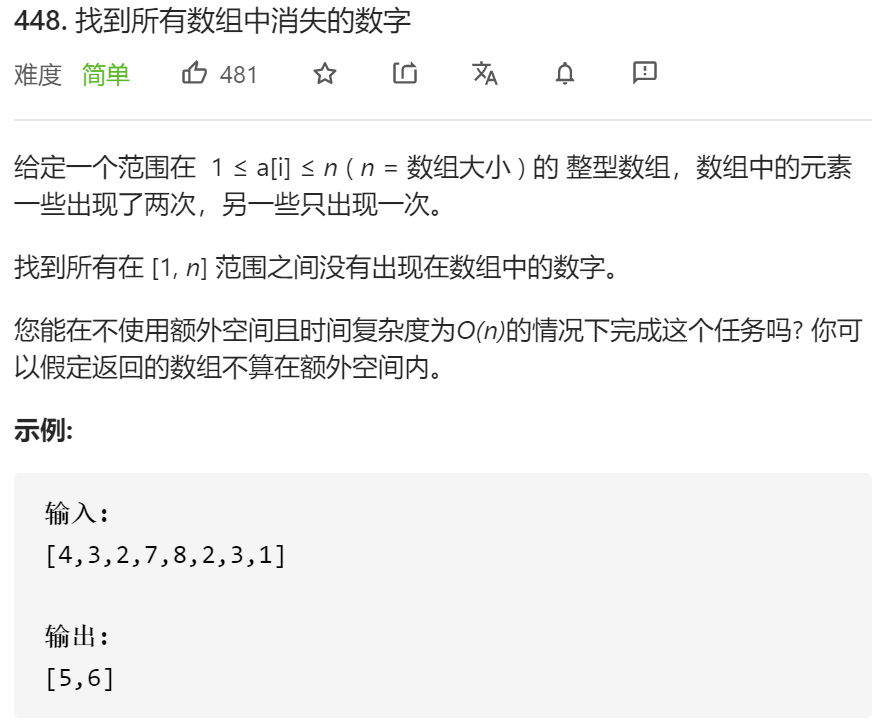 448. 找到所有数组中消失的数字
难度 简单 481
给定一个范围在 1 ≤ a[i] ≤ n ( n = 数组大小 ) 的 整型数组，数组中的元素
一些出现了两次，另一些只出现一次。
找到所有在 [1, n] 范围之间没有出现在数组中的数字。
您能在不使用额外空间且时间复杂度为O(n)的情况下完成这个任务吗? 你可
以假定返回的数组不算在额外空间内。
示例:
输入:
[4,3,2,7,8,2,3,1]
输出:
[5,6]